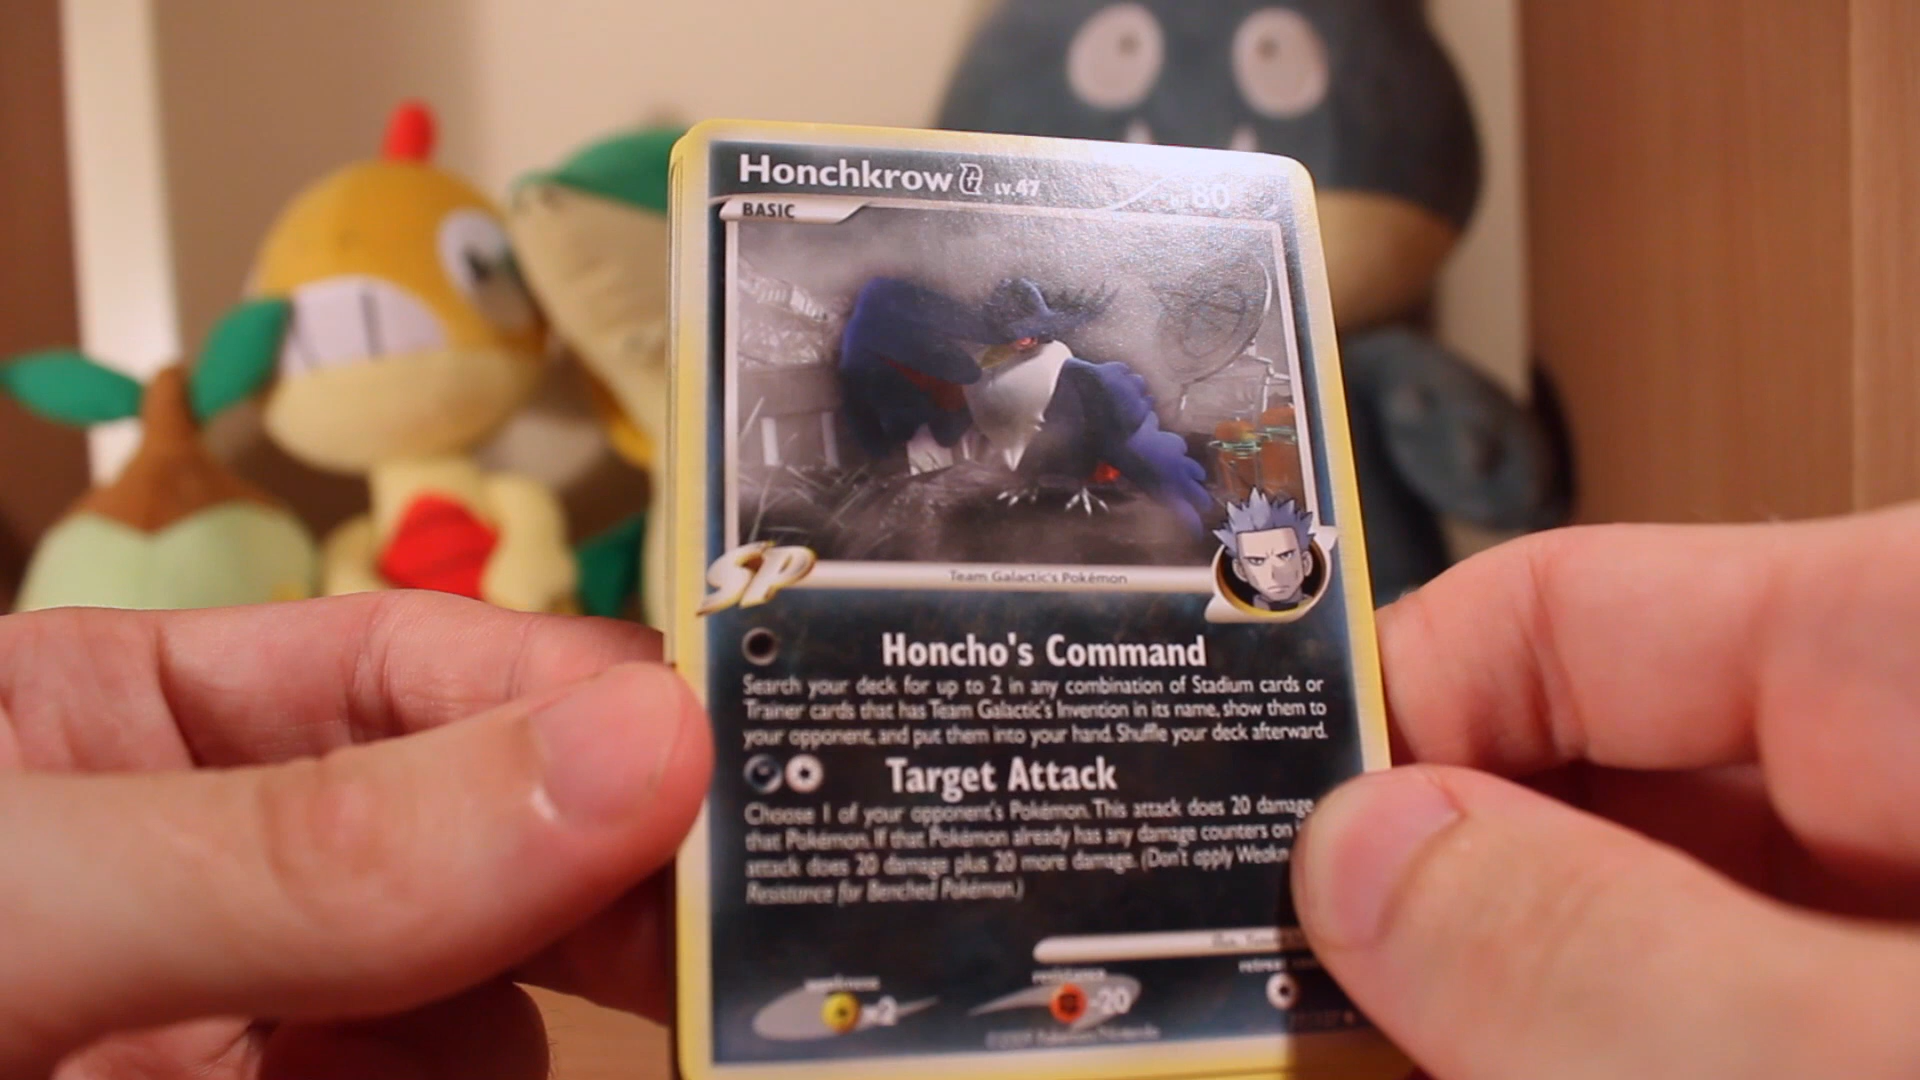 Honchkrow G LV.47 HP 80
BASIC
SP
Team Galactic's Pokémon
Honcho's Command
Search your deck for up to 2 in any combination of Stadium cards or
Trainer cards that has Team Galactic's Invention in its name, show them to
your opponent, and put them into your hand. Shuffle your deck afterward.
Target Attack
Choose 1 of your opponent's Pokémon. This attack does 20 damage
that Pokémon. If that Pokémon already has any damage counters on
attack does 20 damage plus 20 more damage. (Don't apply
Resistance for Benched Pokémon.)
weakness resistance retreat
x2 -20